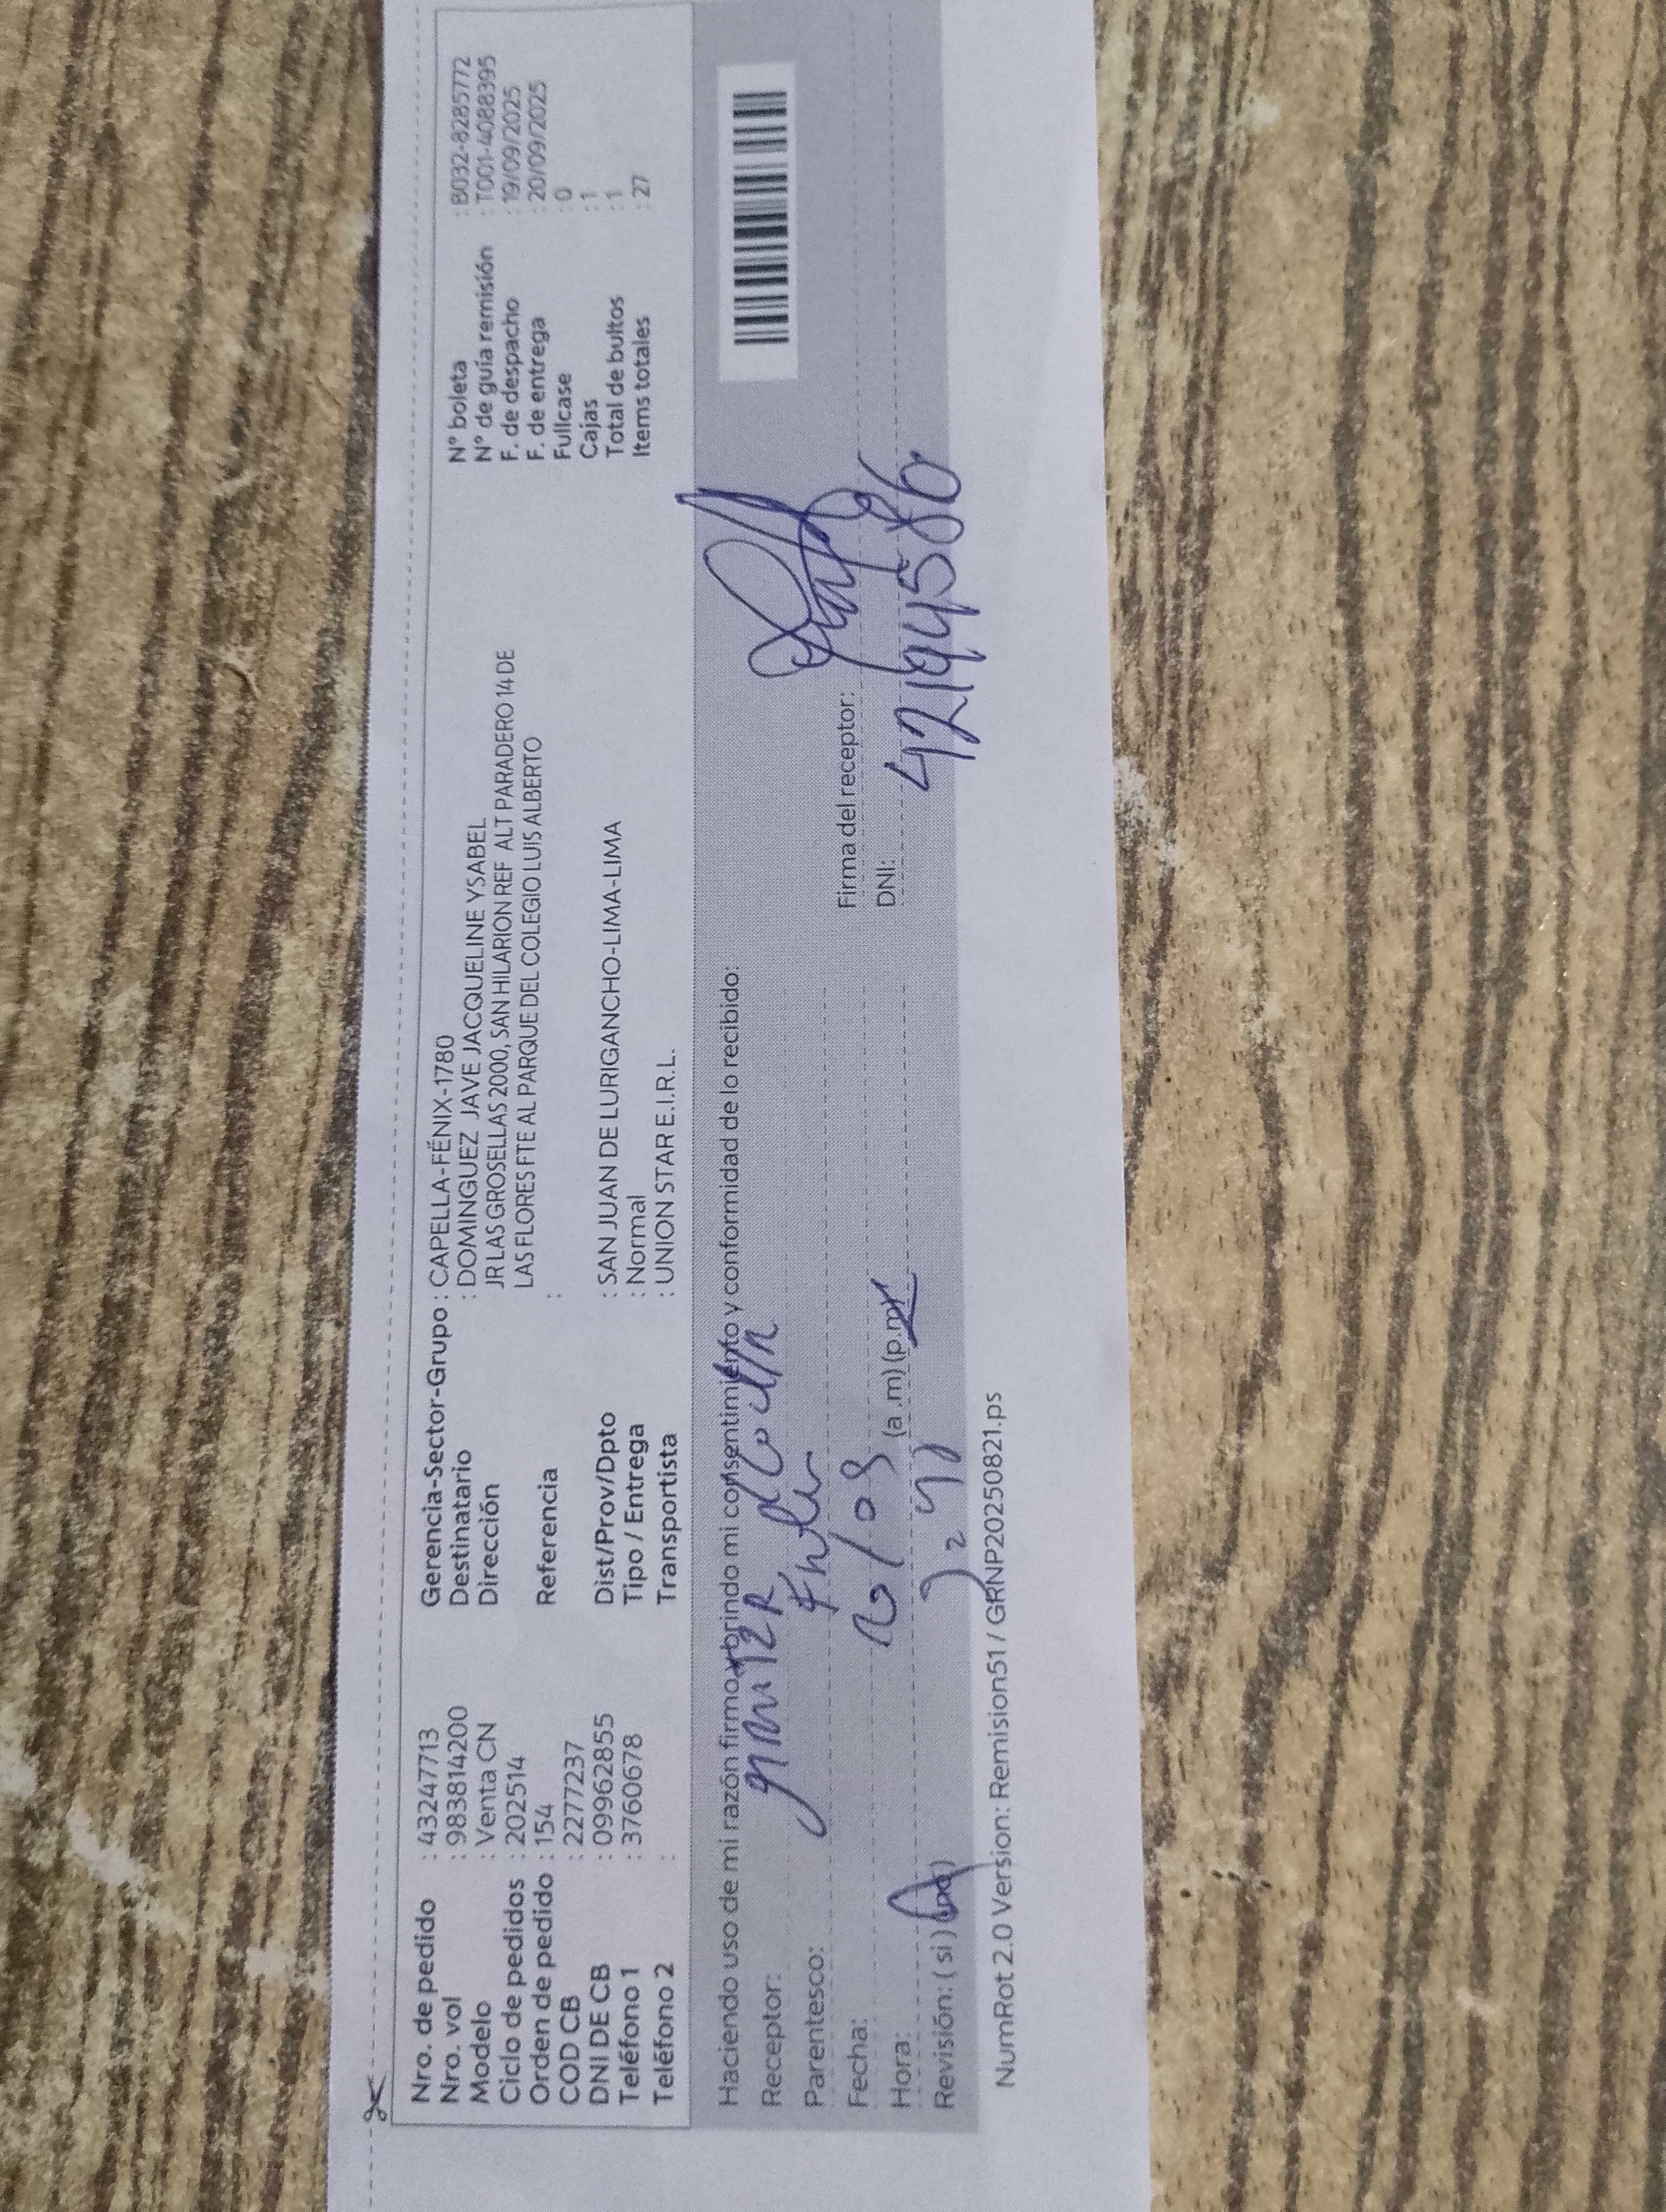 Nro. de pedido : 43247713
Nro. vol : 983814200
Modelo : Venta CN
Ciclo de pedidos : 202514
Orden de pedido : 154
COD CB : 2277237
DNI DE CB : 09962855
Teléfono 1 : 3760678
Teléfono 2 :
Gerencia-Sector-Grupo : CAPELLA-FÉNIX-1780
Destinatario : DOMINGUEZ JAVE JACQUELINE YSABEL
Dirección JR LAS GROSELLAS 2000, SAN HILARION REF ALT PARADERO 14 DE
LAS FLORES FTE AL PARQUE DEL COLEGIO LUIS ALBERTO
Referencia :
Dist/Prov/Dpto : SAN JUAN DE LURIGANCHO-LIMA-LIMA
Tipo / Entrega : Normal
Transportista : UNION STAR E.I.R.L.
N° boleta : B032-8285772
N° de guía remisión : T001-4088395
F. de despacho : 19/09/2025
F. de entrega : 20/09/2025
Fullcase : 0
Cajas : 1
Total de bultos : 1
Items totales : 27
Haciendo uso de mi razón firmo brindo mi consentimiento y conformidad de lo recibido:
Receptor:
Parentesco:
Fecha:
Hora: (a .m) (p.m)
Revisión: ( si ) (no)
Firma del receptor:
DNI: 42194586
NumRot 2.0 Version: Remision51 / GRNP20250821.ps